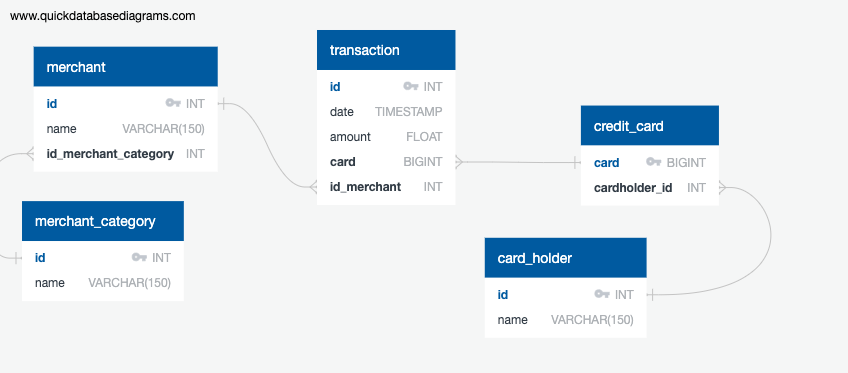 www.quickdatabasediagrams.com
merchant
id INT
name VARCHAR(150)
id_merchant_category INT
merchant_category
id INT
name VARCHAR(150)
transaction
id INT
date TIMESTAMP
amount FLOAT
card BIGINT
id_merchant INT
credit_card
card BIGINT
cardholder_id INT
card_holder
id INT
name VARCHAR(150)